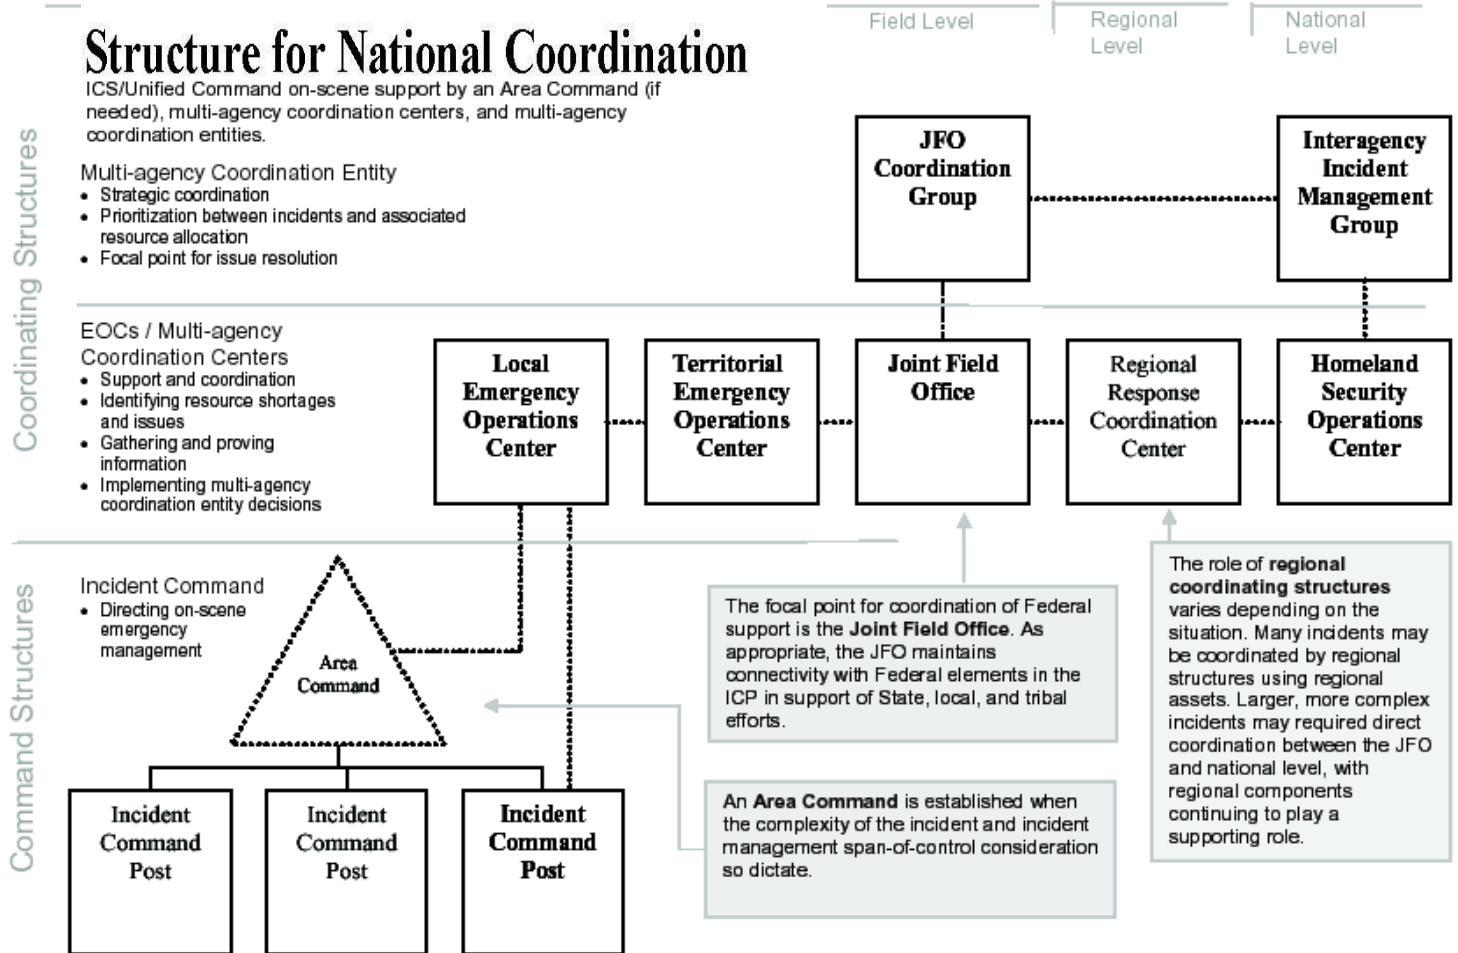 Field Level
Regional
Level
National
Level
Structure for National Coordination
ICS/Unified Command on-scene support by an Area Command (if
needed), multi-agency coordination centers, and multi-agency
coordination entities.
Coordinating Structures
Multi-agency Coordination Entity
• Strategic coordination
• Prioritization between incidents and associated
resource allocation
• Focal point for issue resolution
JFO
Coordination
Group
Interagency
Incident
Management
Group
EOCs / Multi-agency
Coordination Centers
• Support and coordination
• Identifying resource shortages
and issues
• Gathering and proving
information
• Implementing multi-agency
coordination entity decisions
Local
Emergency
Operations
Center
Territorial
Emergency
Operations
Center
Joint Field
Office
Regional
Response
Coordination
Center
Homeland
Security
Operations
Center
Command Structures
Incident Command
• Directing on-scene
emergency
management
Area
Command
The focal point for coordination of Federal
support is the Joint Field Office. As
appropriate, the JFO maintains
connectivity with Federal elements in the
ICP in support of State, local, and tribal
efforts.
The role of regional
coordinating structures
varies depending on the
situation. Many incidents may
be coordinated by regional
structures using regional
assets. Larger, more complex
incidents may required direct
coordination between the JFO
and national level, with
regional components
continuing to play a
supporting role.
An Area Command is established when
the complexity of the incident and incident
management span-of-control consideration
so dictate.
Incident
Command
Post
Incident
Command
Post
Incident
Command
Post